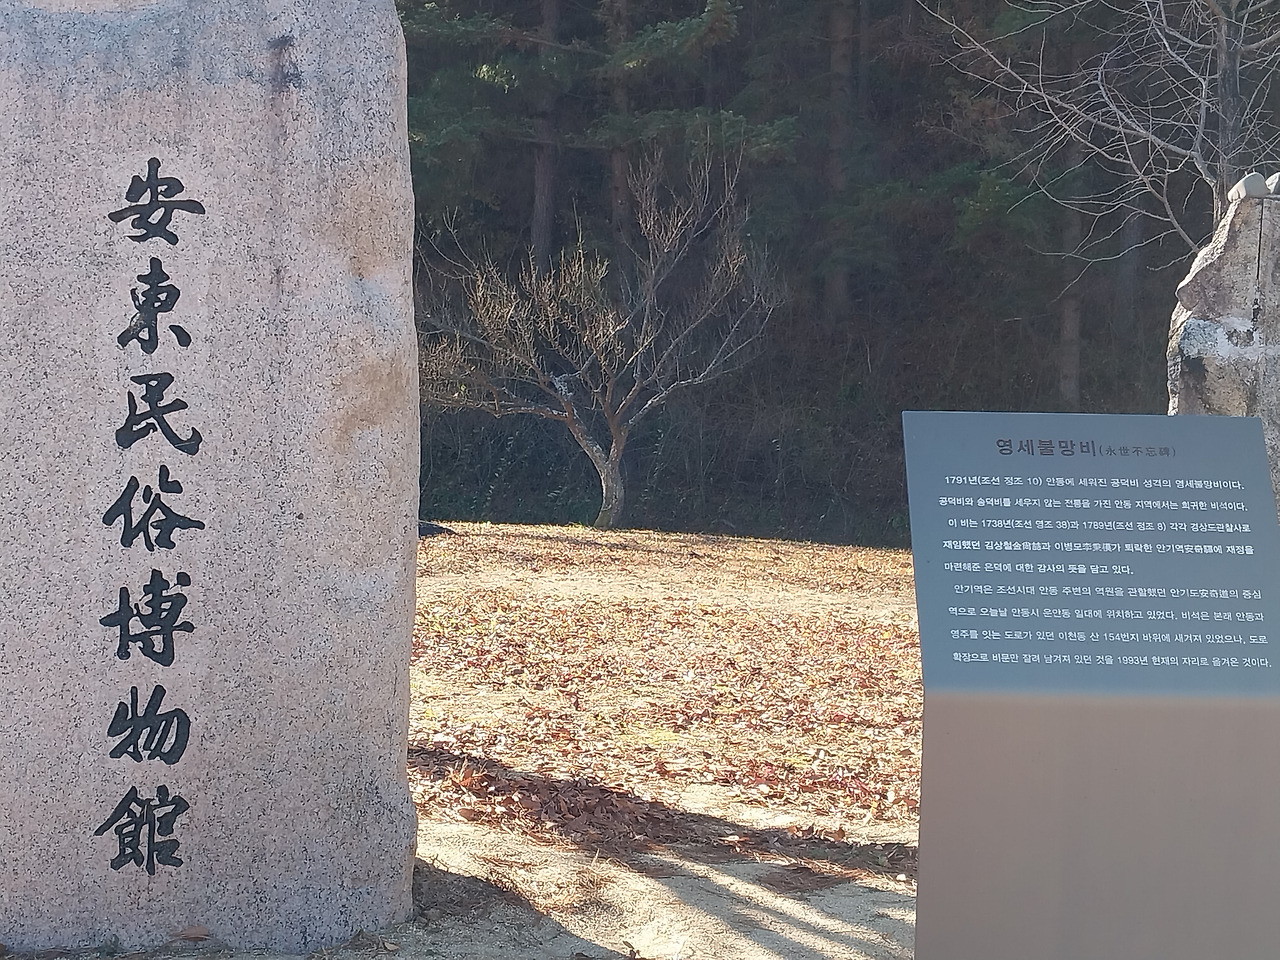 安東民俗博物館
영세불망비(永世不忘碑)
1791년(조선 정조 10) 안동에 세워진 공덕비 성격의 영세불망비이다.
공덕비와 송덕비를 세우지 않는 전통을 가진 안동 지역에서는 희귀한 비석이다.
이 비는 1738년(조선 영조 38)과 1789년(조선 정조 8) 각각 경상도관찰사로
재임했던 김상철金尙喆과 이병모李秉模가 퇴락한 안기역安奇驛에 재정을
마련해준 은덕에 대한 감사의 뜻을 담고 있다.
안기역은 조선시대 안동 주변의 역원을 관할했던 안기도安奇道의 중심
역으로 오늘날 안동시 운안동 일대에 위치하고 있었다. 비석은 본래 안동과
영주를 잇는 도로가 있던 이천동 산 154번지 바위에 새겨져 있었으나, 도로
확장으로 비문만 잘려 남겨져 있던 것을 1993년 현재의 자리로 옮겨온 것이다.